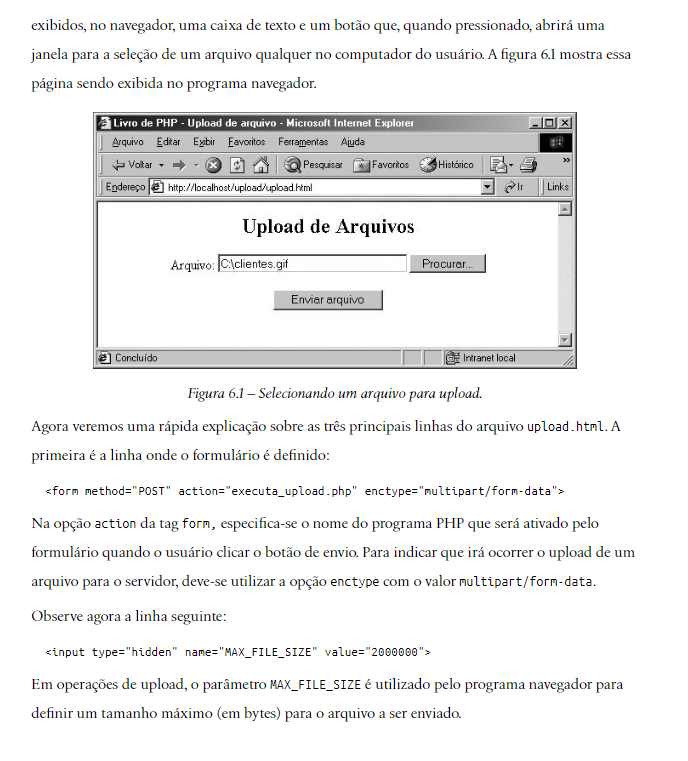 exibidos, no navegador, uma caixa de texto e um botão que, quando pressionado, abrirá uma
janela para a seleção de um arquivo qualquer no computador do usuário. A figura 6.1 mostra essa
página sendo exibida no programa navegador.
Livro de PHP - Upload de arquivo - Microsoft Internet Explorer
Arquivo Editar Exibir Favoritos Ferramentas Ajuda
Voltar Pesquisar Favoritos Histórico »
Endereço http://localhost/upload/upload.html Ir Links
Upload de Arquivos
Arquivo: C:\clientes.gif Procurar...
Enviar arquivo
Concluído Intranet local
Figura 6.1 – Selecionando um arquivo para upload.
Agora veremos uma rápida explicação sobre as três principais linhas do arquivo upload.html. A
primeira é a linha onde o formulário é definido:
<form method="POST" action="executa_upload.php" enctype="multipart/form-data">
Na opção action da tag form, especifica-se o nome do programa PHP que será ativado pelo
formulário quando o usuário clicar o botão de envio. Para indicar que irá ocorrer o upload de um
arquivo para o servidor, deve-se utilizar a opção enctype com o valor multipart/form-data.
Observe agora a linha seguinte:
<input type="hidden" name="MAX_FILE_SIZE" value="2000000">
Em operações de upload, o parâmetro MAX_FILE_SIZE é utilizado pelo programa navegador para
definir um tamanho máximo (em bytes) para o arquivo a ser enviado.